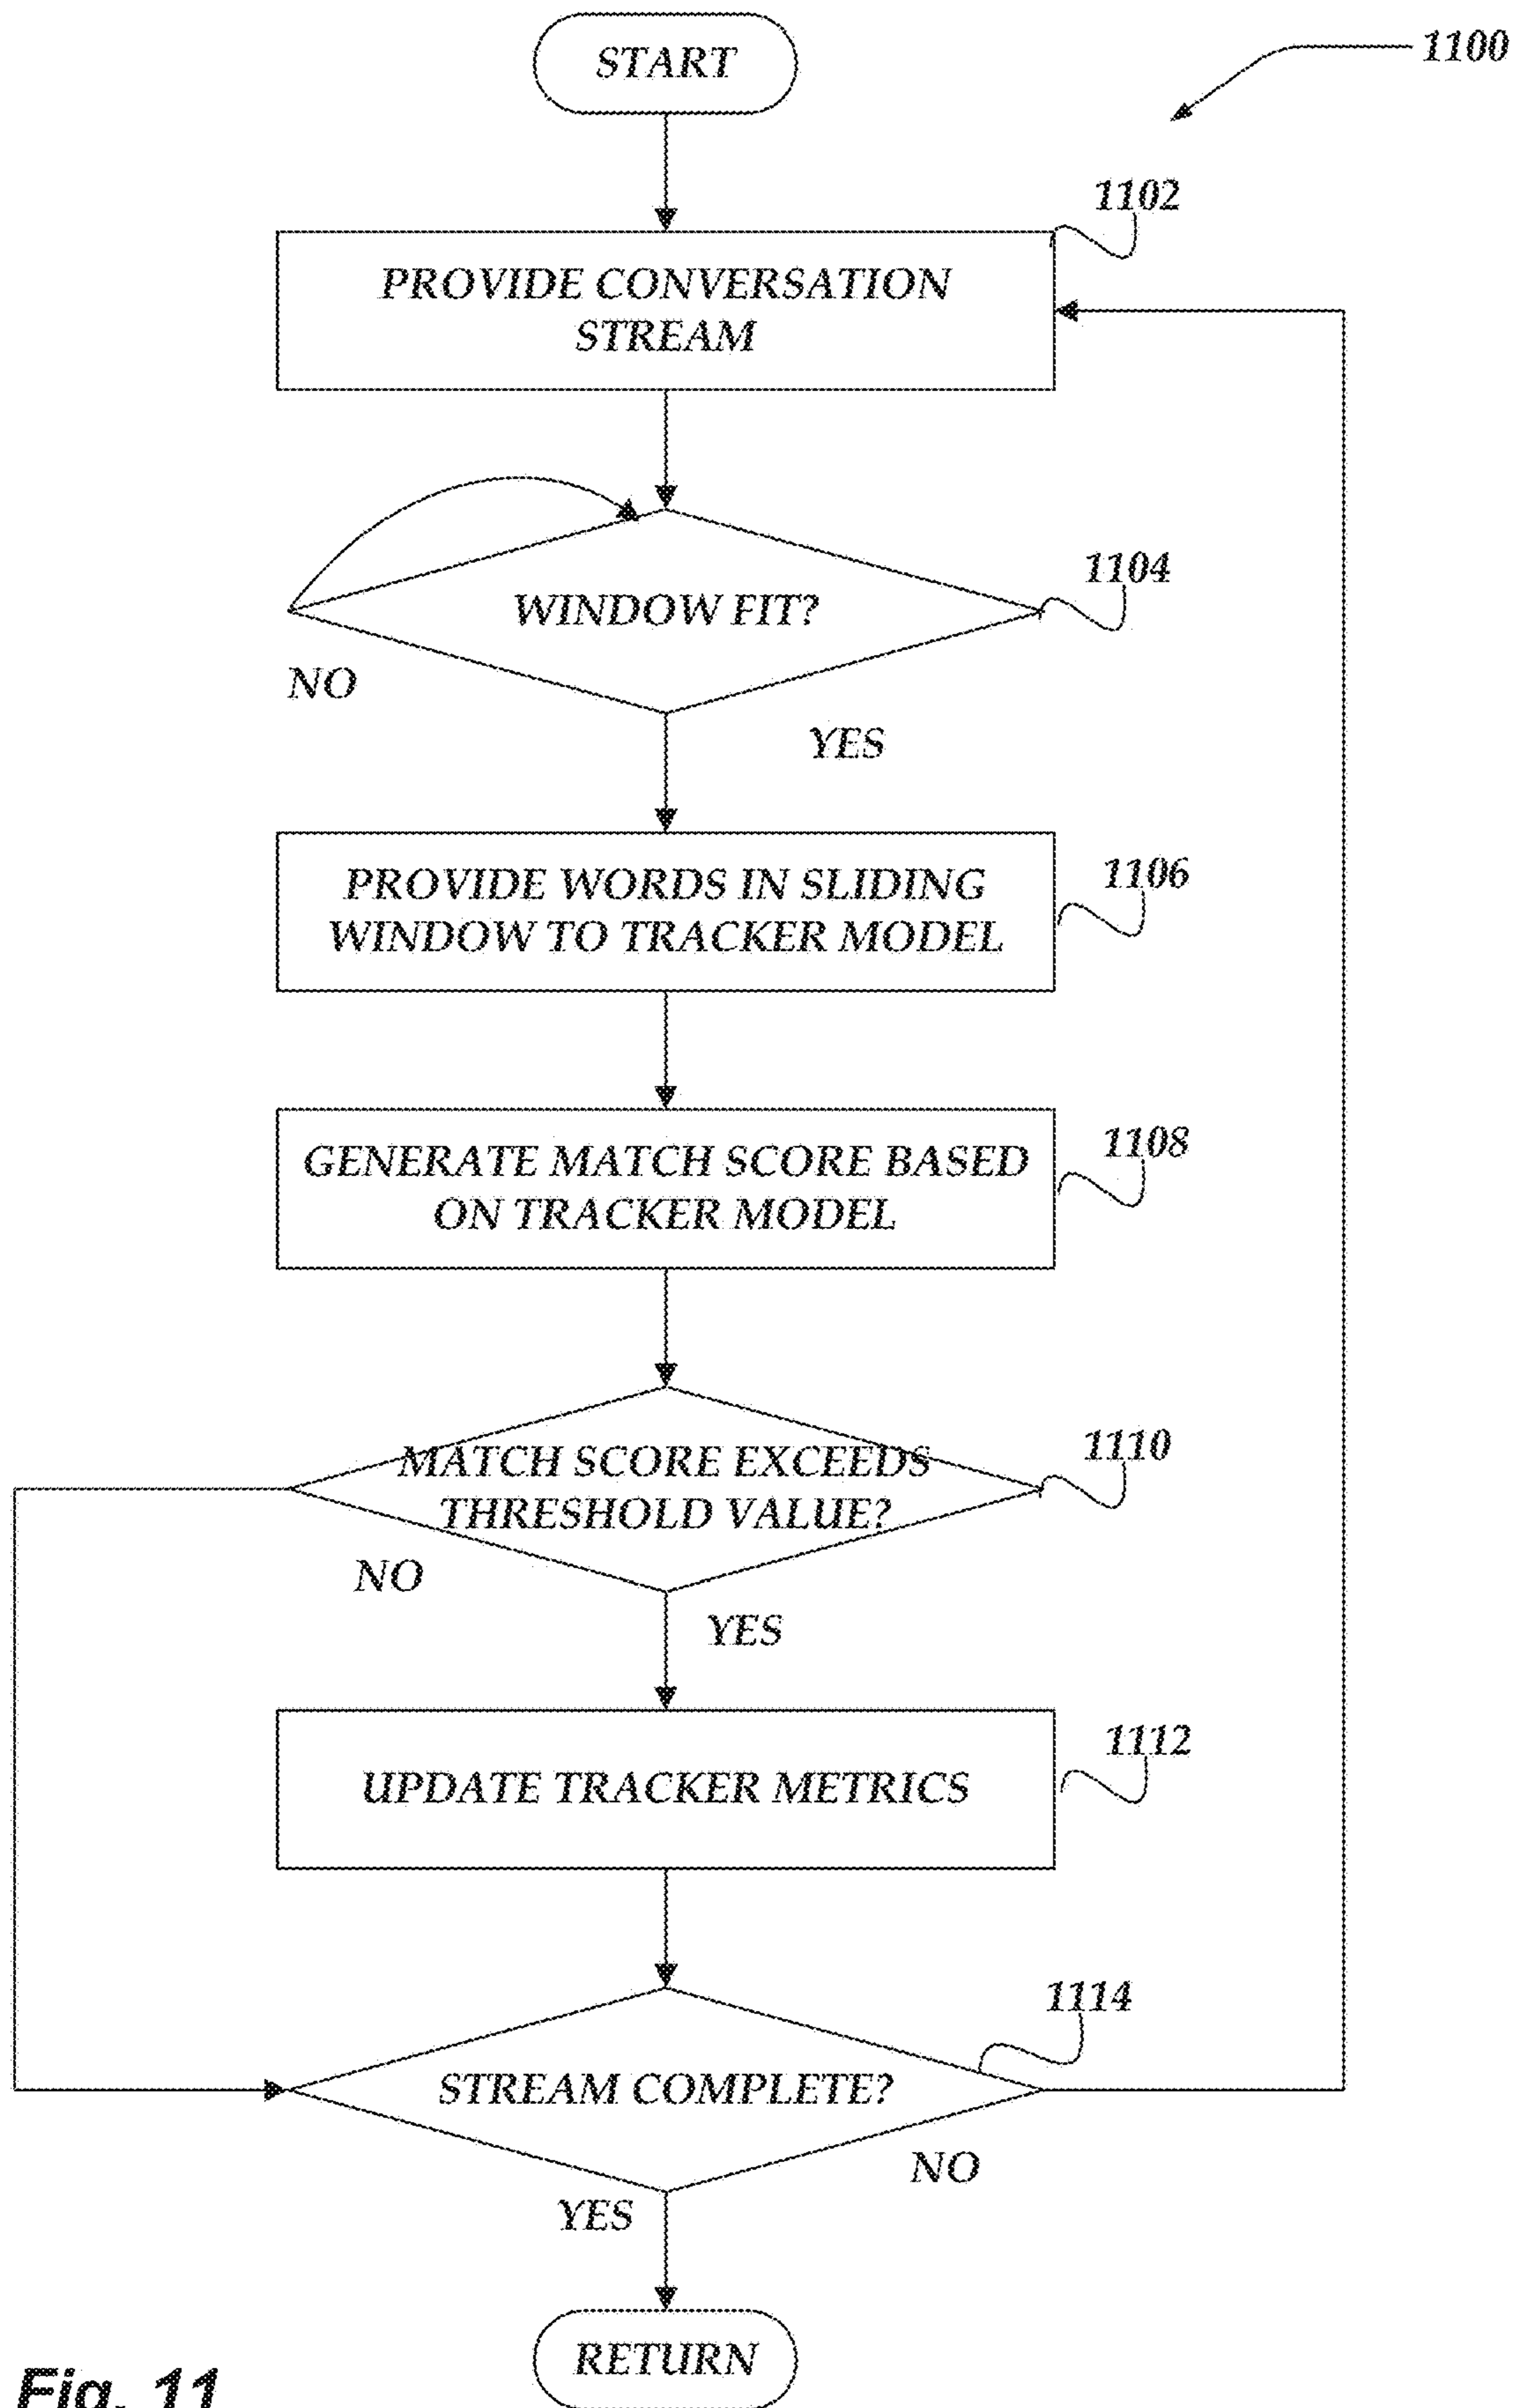 START
1100
1102
PROVIDE CONVERSATION
STREAM
1104
WINDOW FIT?
NO
YES
1106
PROVIDE WORDS IN SLIDING
WINDOW TO TRACKER MODEL
1108
GENERATE MATCH SCORE BASED
ON TRACKER MODEL
1110
MATCH SCORE EXCEEDS
THRESHOLD VALUE?
NO
YES
1112
UPDATE TRACKER METRICS
1114
STREAM COMPLETE?
NO
YES
RETURN
Fig. 11